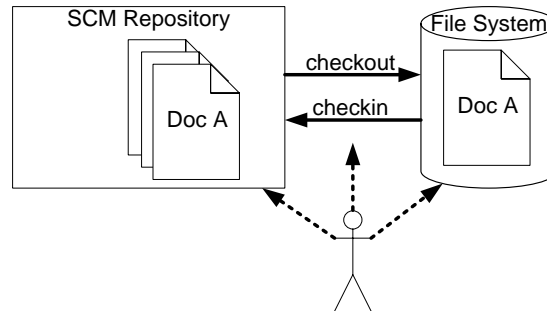 SCM Repository
File System
checkout
checkin
Doc A
Doc A